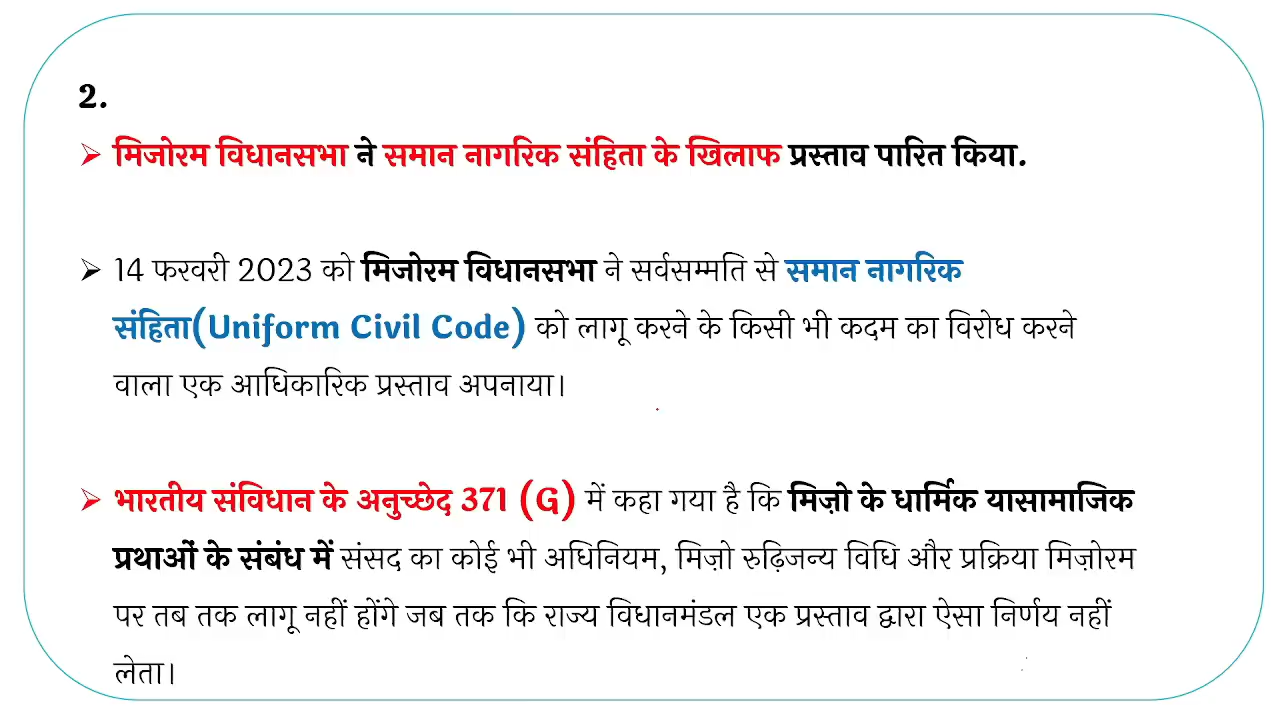 2.
➢ मिजोरम विधानसभा ने समान नागरिक संहिता के खिलाफ प्रस्ताव पारित किया.
➢ 14 फरवरी 2023 को मिजोरम विधानसभा ने सर्वसम्मति से समान नागरिक
संहिता(Uniform Civil Code) को लागू करने के किसी भी कदम का विरोध करने
वाला एक आधिकारिक प्रस्ताव अपनाया।
➢ भारतीय संविधान के अनुच्छेद 371 (G) में कहा गया है कि मिज़ो के धार्मिक यासामाजिक
प्रथाओं के संबंध में संसद का कोई भी अधिनियम, मिज़ो रुढ़िजन्य विधि और प्रक्रिया मिज़ोरम
पर तब तक लागू नहीं होंगे जब तक कि राज्य विधानमंडल एक प्रस्ताव द्वारा ऐसा निर्णय नहीं
लेता।